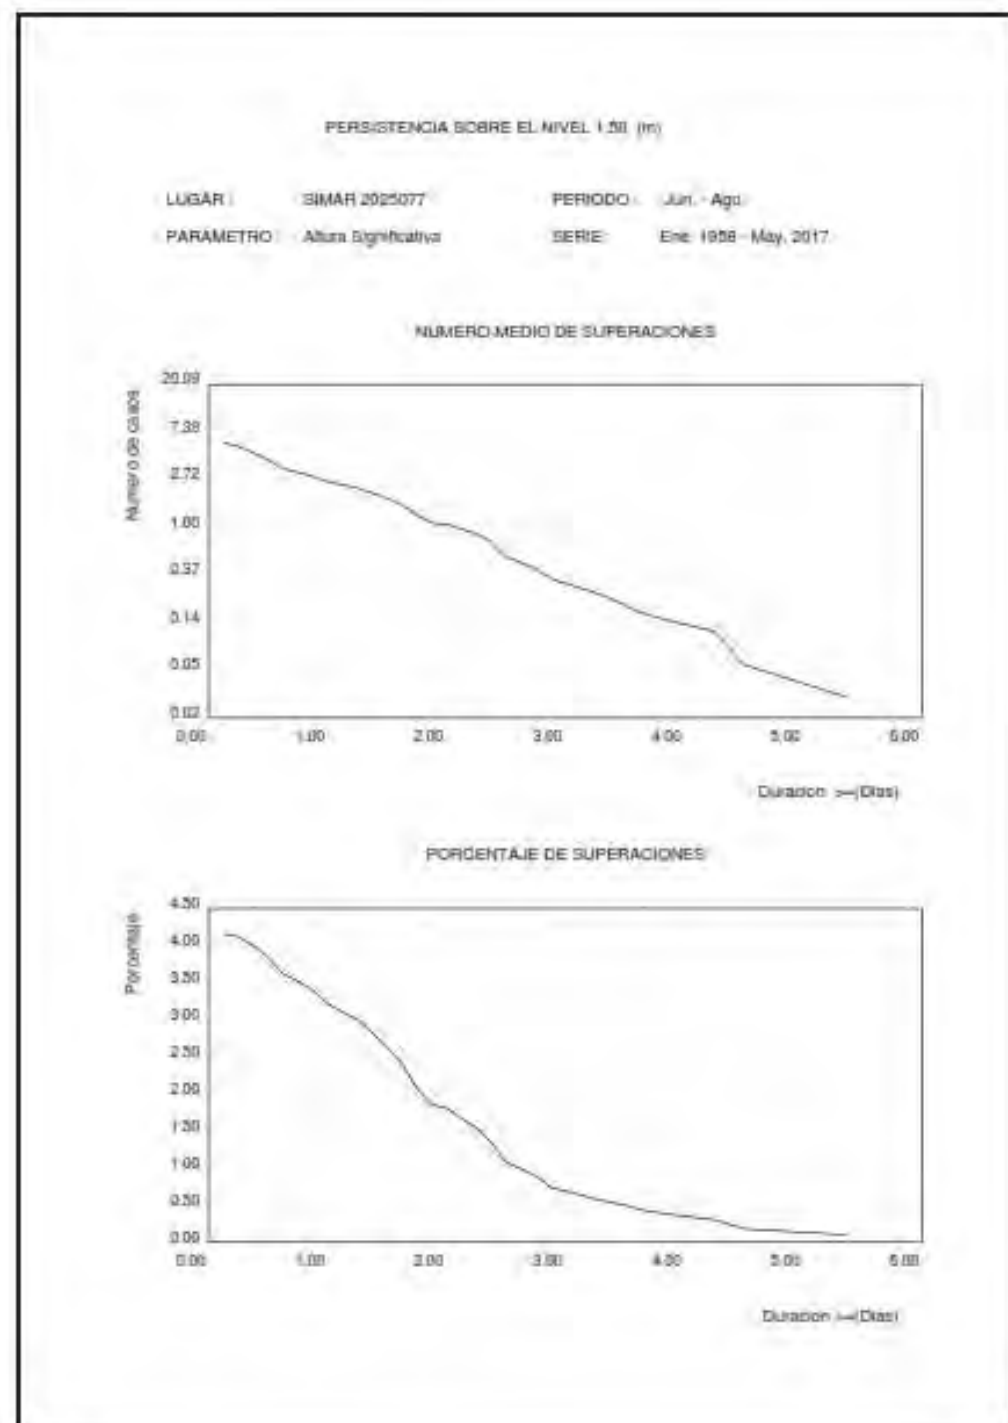 PERSISTENCIA SOBRE EL NIVEL 1.50 (m)
LUGAR : SIMAR 2025077 PERIODO : Jun. - Ago.
PARAMETRO : Altura Significativa SERIE: Ene. 1958 - May. 2017
NUMERO MEDIO DE SUPERACIONES
Numero de casos
20.09
7.39
2.72
1.00
0.37
0.14
0.05
0.02
0.00 1.00 2.00 3.00 4.00 5.00 6.00
Duracion >=(Dias)
PORCENTAJE DE SUPERACIONES
Porcentaje
4.50
4.00
3.50
3.00
2.50
2.00
1.50
1.00
0.50
0.00
0.00 1.00 2.00 3.00 4.00 5.00 6.00
Duracion >=(Dias)